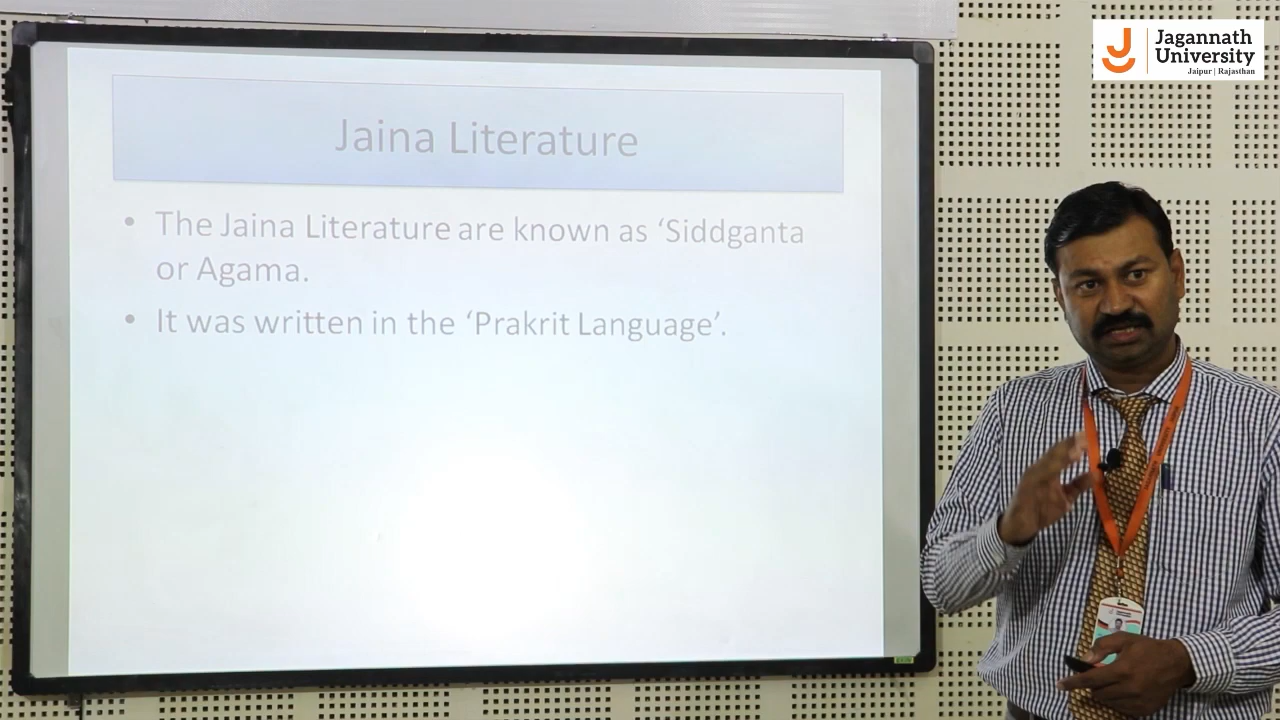 Jagannath
University
Jaipur | Rajasthan
Jaina Literature
• The Jaina Literature are known as ‘Siddganta
or Agama.
• It was written in the ‘Prakrit Language’.